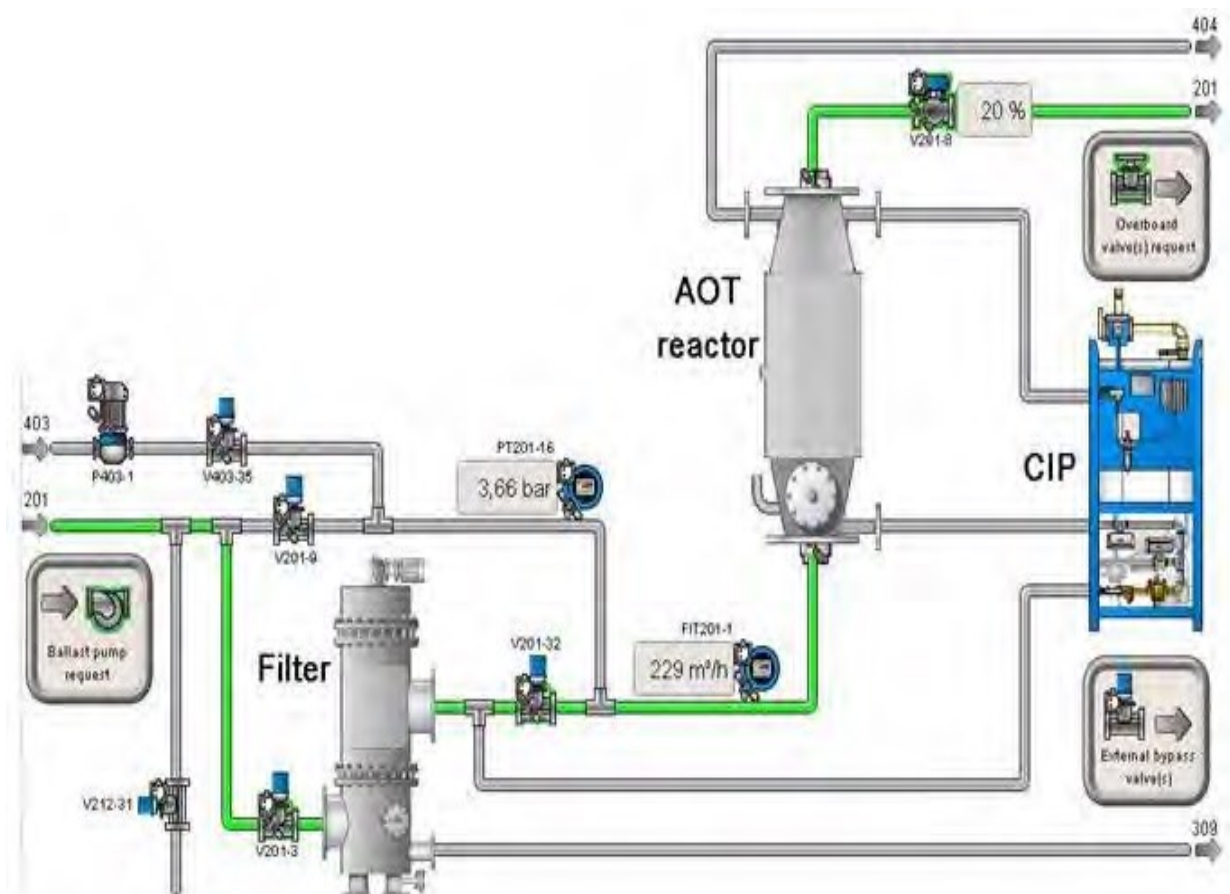 404
201
V201-8
20 %
Overboard
valve(s) request
AOT
reactor
CIP
403
P403-1
V403-35
PT201-16
3,66 bar
201
V201-9
Ballast pump
request
Filter
V201-32
FIT201-1
229 m³/h
External bypass
valve(s)
V212-31
V201-3
309